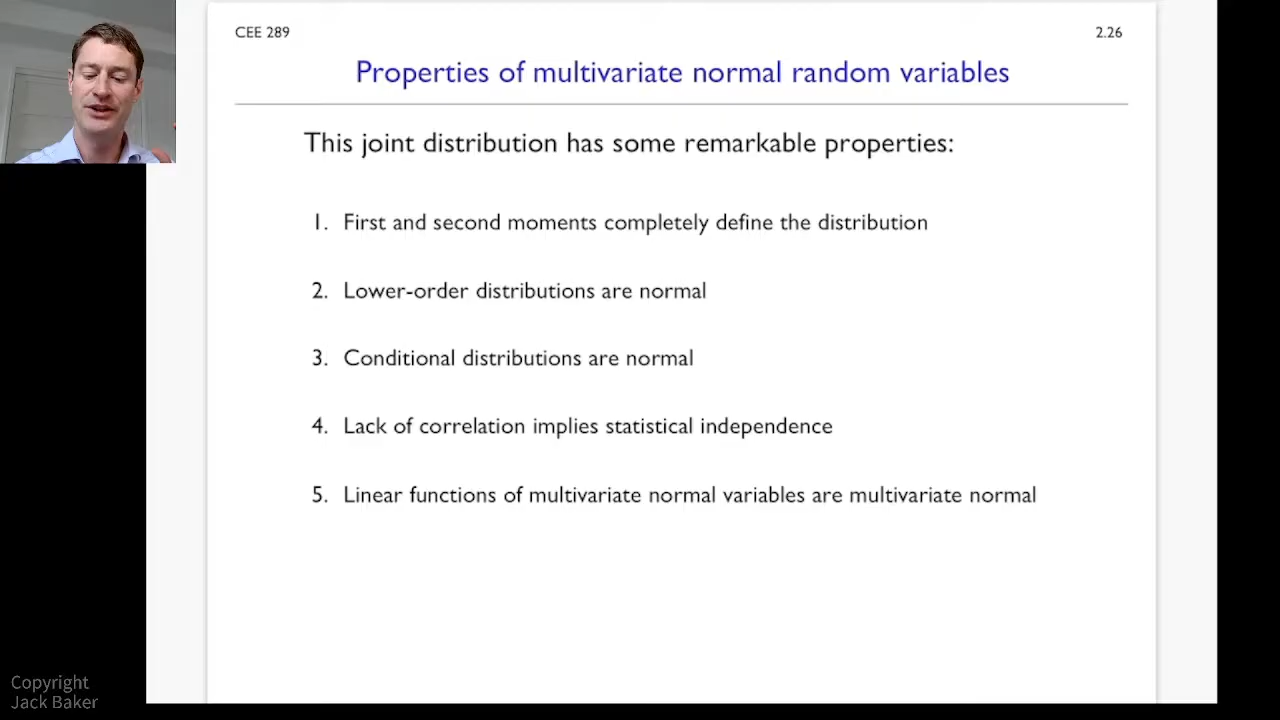 CEE 289
2.26
Properties of multivariate normal random variables
This joint distribution has some remarkable properties:
1. First and second moments completely define the distribution
2. Lower-order distributions are normal
3. Conditional distributions are normal
4. Lack of correlation implies statistical independence
5. Linear functions of multivariate normal variables are multivariate normal
Copyright
Jack Baker